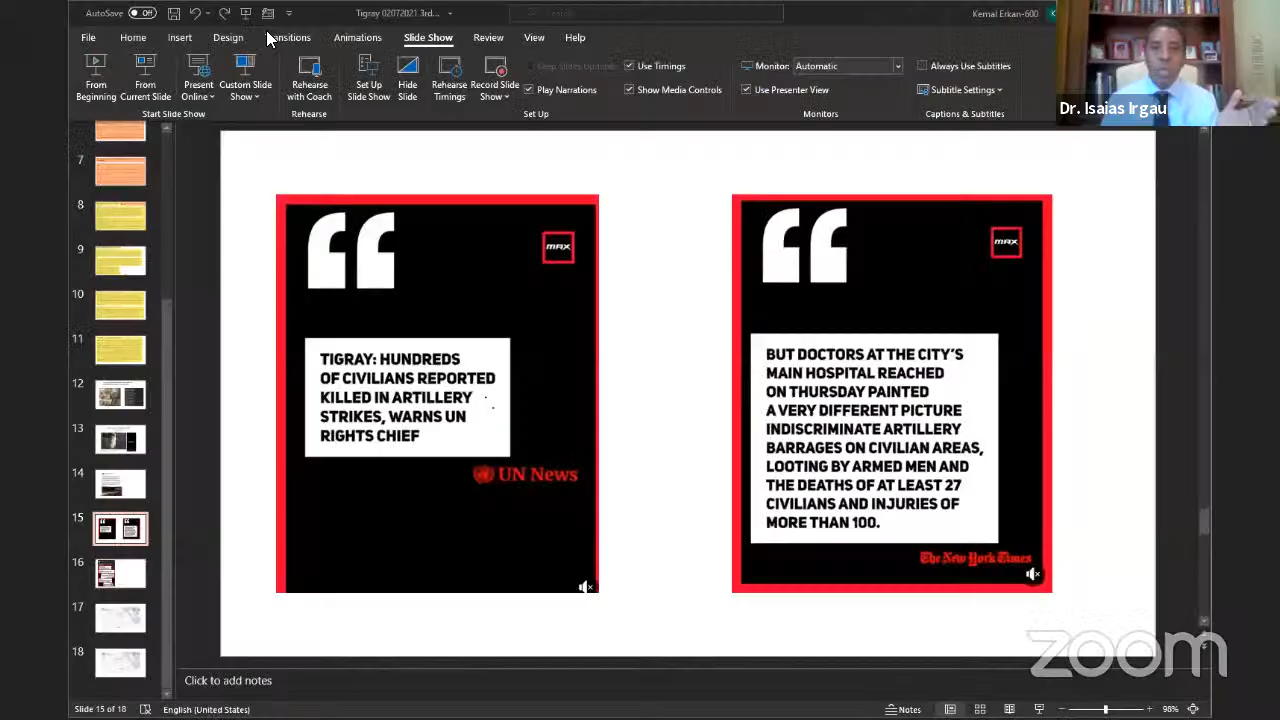 AutoSave
Off
Tigray 02072021.3rd...
Kemal Erkan-600
File
Home
Insert
Design
Animations
Slide Show
Review
View
Help
From Beginning
From Current Slide
Present Online
Custom Slide Show
Rehearse with Coach
Set Up Slide Show
Hide Slide
Rehearse Timings
Record Slide Show
Use Timings
Play Narrations
Show Media Controls
Monitor:
Automatic
Use Presenter View
Always Use Subtitles
Subtitle Settings
Start Slide Show
Rehearse
Set Up
Monitors
Captions & Subtitles
Dr. Isaias Irgau
7
8
9
10
11
12
13
14
15
16
17
18
“
MAX
TIGRAY: HUNDREDS
OF CIVILIANS REPORTED
KILLED IN ARTILLERY
STRIKES, WARNS UN
RIGHTS CHIEF
UN News
“
MAX
BUT DOCTORS AT THE CITY’S
MAIN HOSPITAL REACHED
ON THURSDAY PAINTED
A VERY DIFFERENT PICTURE
INDISCRIMINATE ARTILLERY
BARRAGES ON CIVILIAN AREAS,
LOOTING BY ARMED MEN AND
THE DEATHS OF AT LEAST 27
CIVILIANS AND INJURIES OF
MORE THAN 100.
The New York Times
zoom
Click to add notes
Slide 15 of 18
English (United States)
Notes
98%